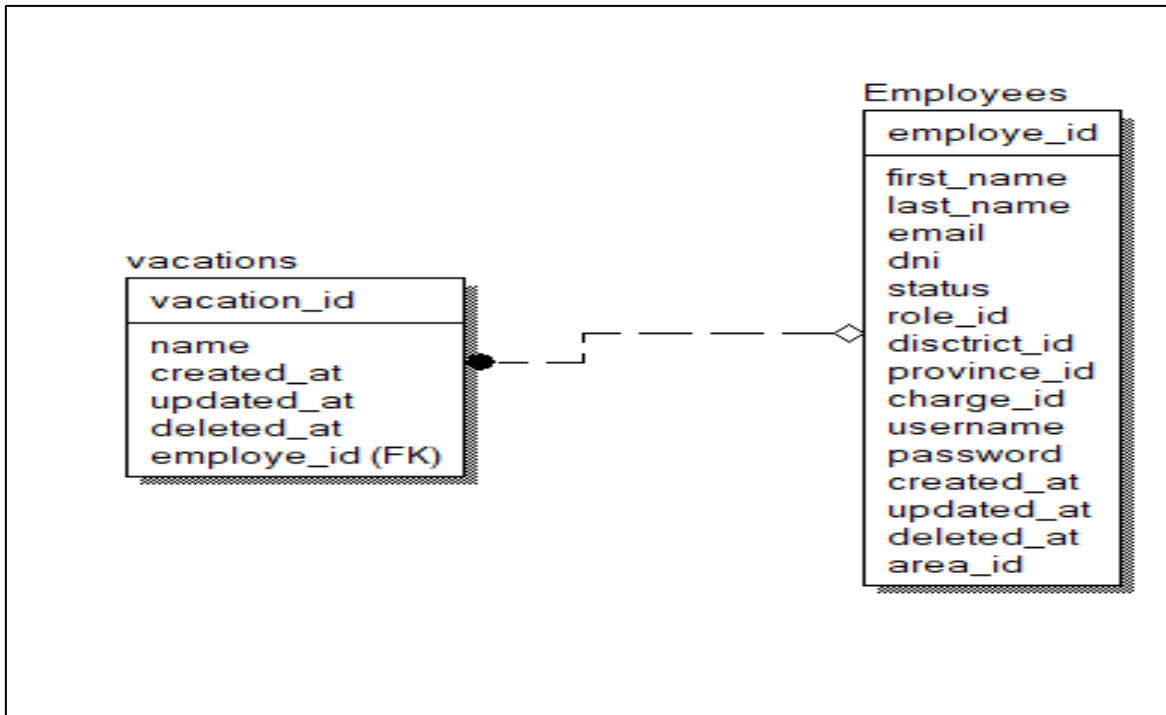 vacations
vacation_id
name
created_at
updated_at
deleted_at
employe_id (FK)
Employees
employe_id
first_name
last_name
email
dni
status
role_id
disctrict_id
province_id
charge_id
username
password
created_at
updated_at
deleted_at
area_id